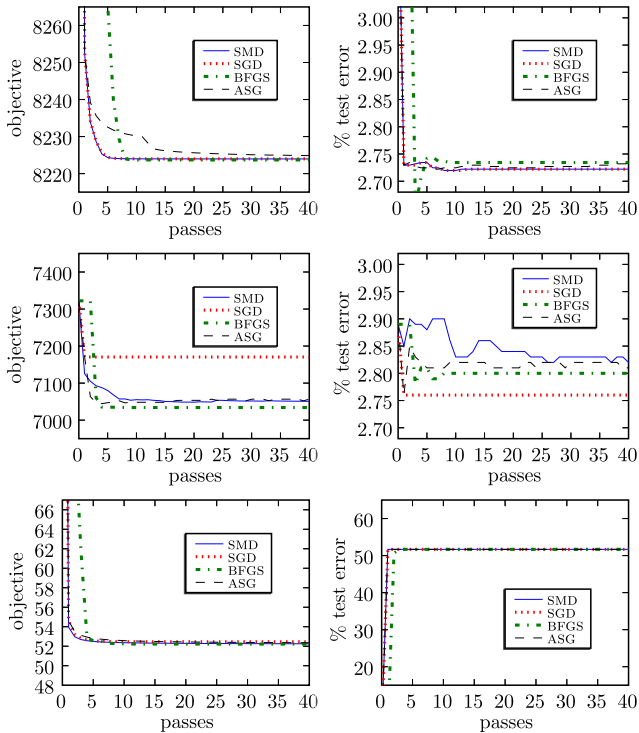 8260
8250
8240
8230
8220
objective
0 5 10 15 20 25 30 35 40
passes
SMD
SGD
BFGS
ASG
3.00
2.95
2.90
2.85
2.80
2.75
2.70
% test error
0 5 10 15 20 25 30 35 40
passes
SMD
SGD
BFGS
ASG
7400
7300
7200
7100
7000
objective
0 5 10 15 20 25 30 35 40
passes
SMD
SGD
BFGS
ASG
3.00
2.95
2.90
2.85
2.80
2.75
2.70
% test error
0 5 10 15 20 25 30 35 40
passes
SMD
SGD
BFGS
ASG
66
64
62
60
58
56
54
52
50
48
objective
0 5 10 15 20 25 30 35 40
passes
SMD
SGD
BFGS
ASG
60
50
40
30
20
% test error
0 5 10 15 20 25 30 35 40
passes
SMD
SGD
BFGS
ASG